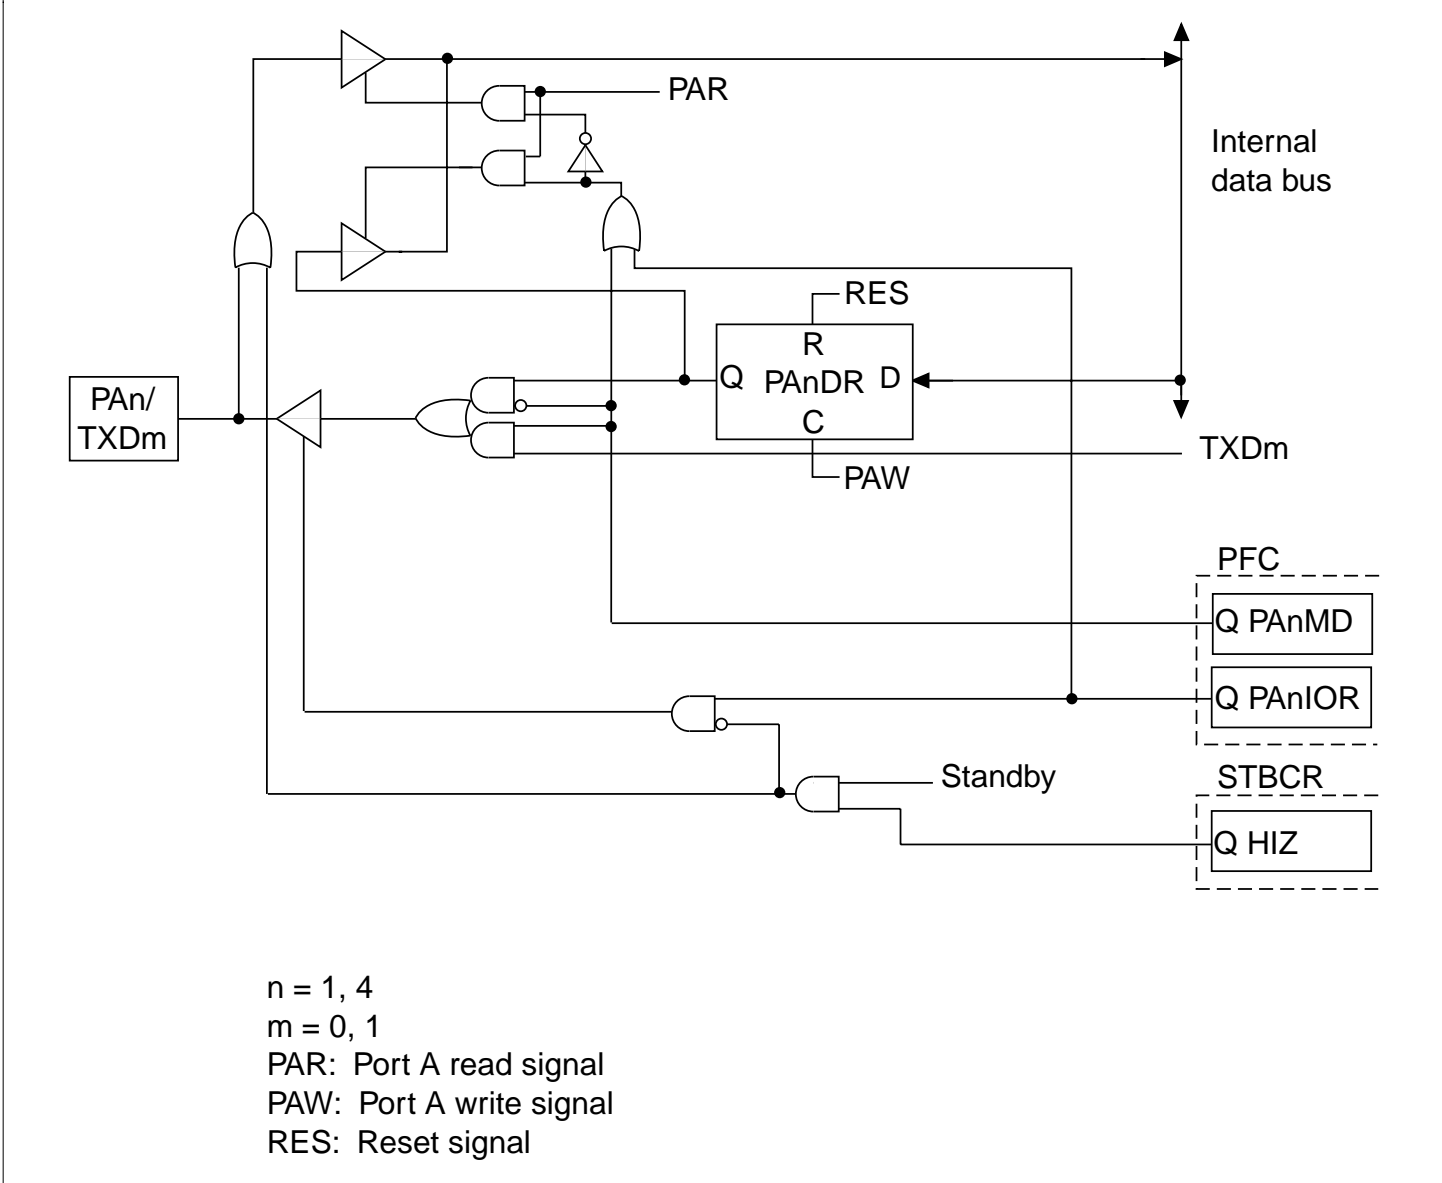 PAR
Internal
data bus
RES
R
Q PAnDR D
C
PAn/
TXDm
TXDm
PAW
PFC
Q PAnMD
Q PAnIOR
Standby
STBCR
Q HIZ
n = 1, 4
m = 0, 1
PAR: Port A read signal
PAW: Port A write signal
RES: Reset signal